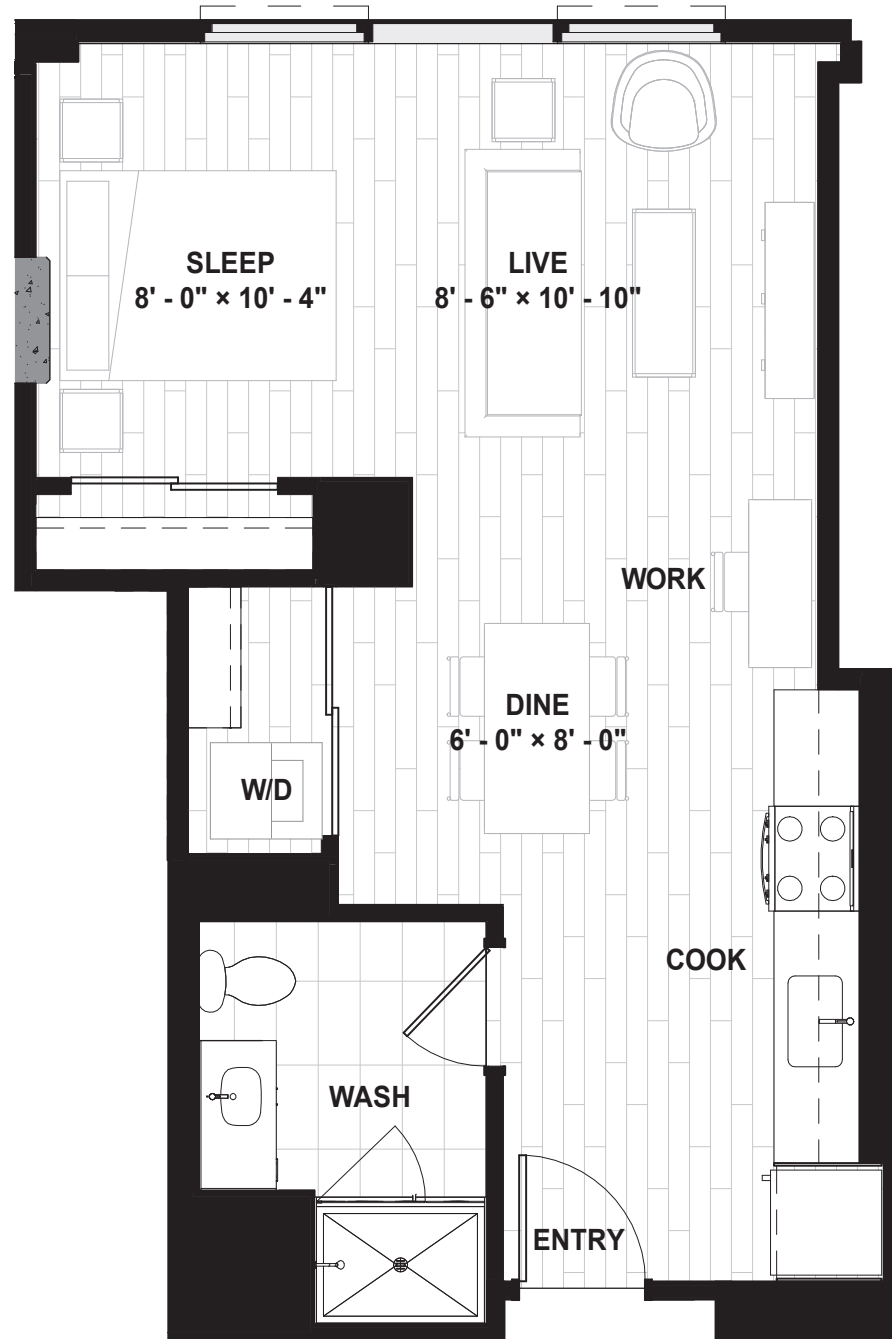 SLEEP
8' - 0" × 10' - 4"
LIVE
8' - 6" × 10' - 10"
WORK
DINE
6' - 0" × 8' - 0"
W/D
COOK
WASH
ENTRY